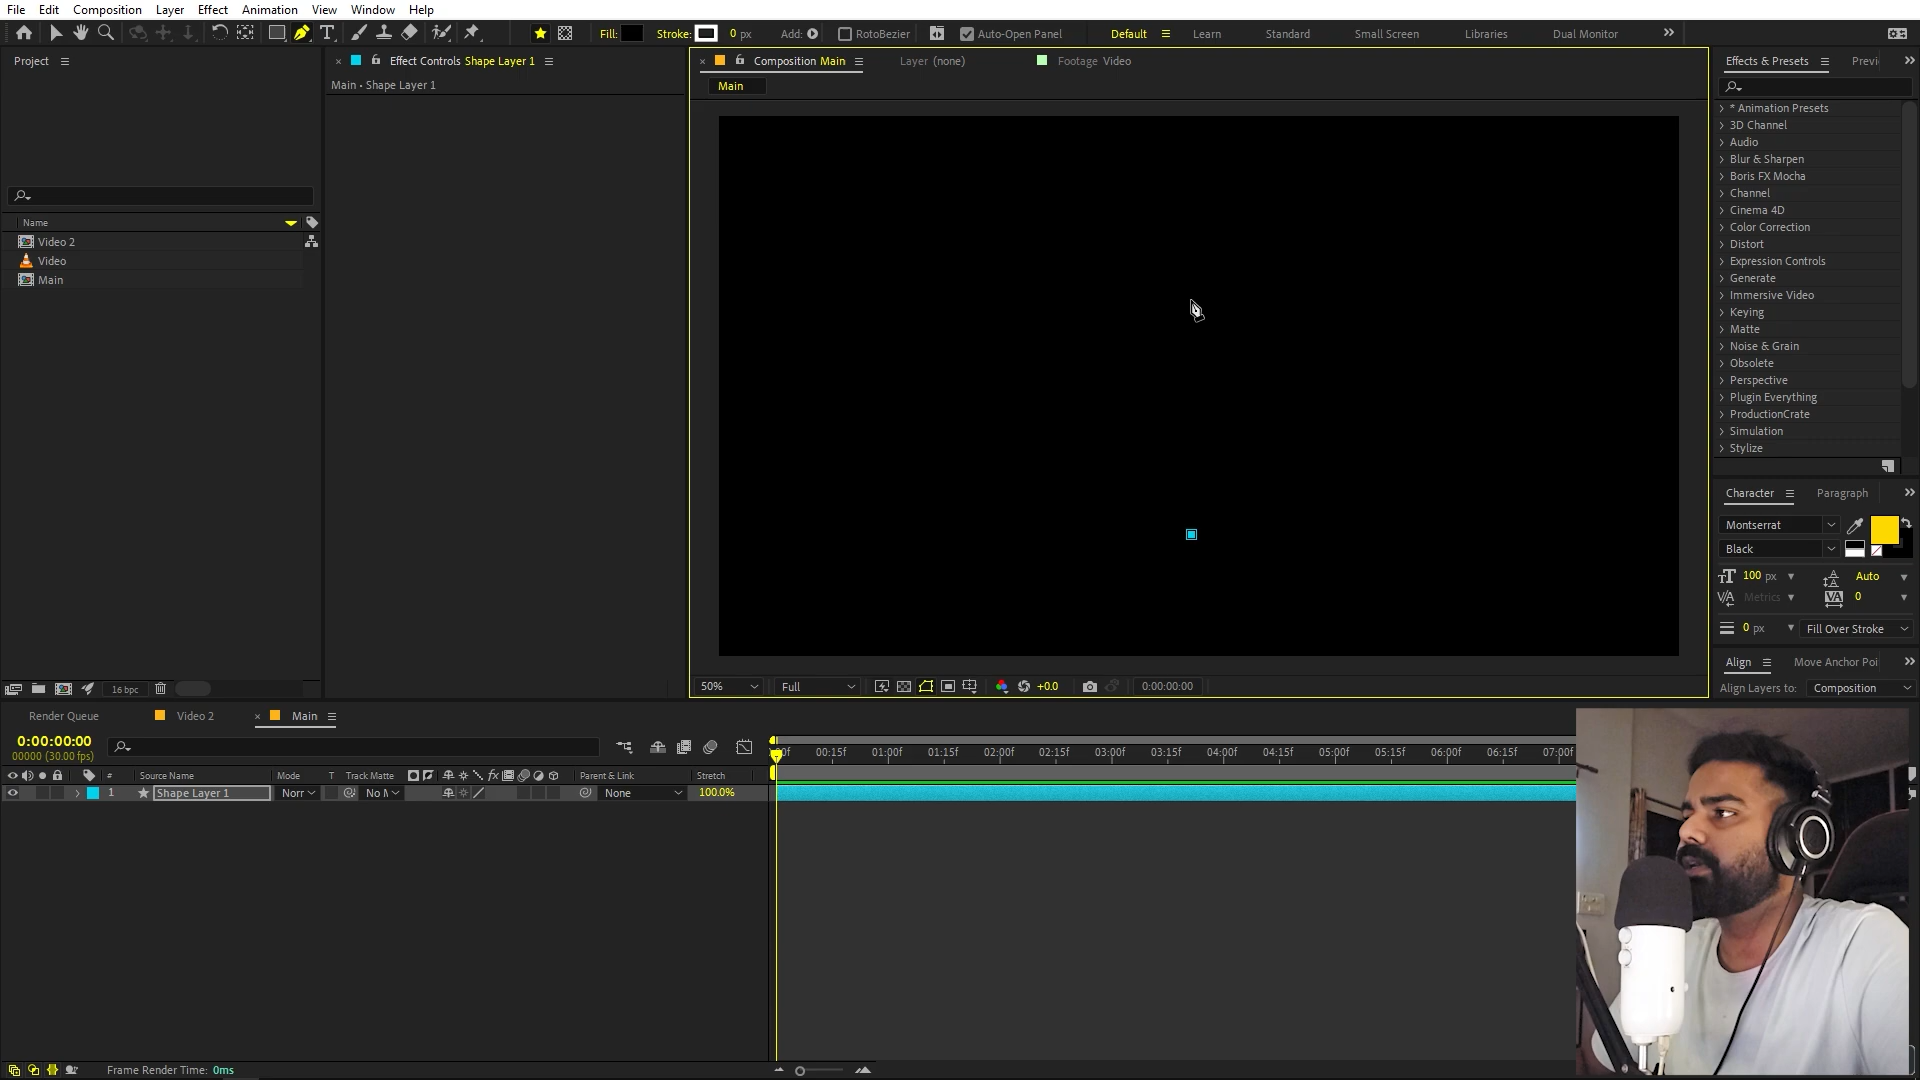 File Edit Composition Layer Effect Animation View Window Help
Fill: Stroke: 0 px Add: RotoBezier Auto-Open Panel Default Learn Standard Small Screen Libraries Dual Monitor
Project
Name
Video 2
Video
Main
16 bpc
Effect Controls Shape Layer 1
Main • Shape Layer 1
Composition Main Layer (none) Footage Video
Main
50% Full +0.0 0:00:00:00
Effects & Presets
* Animation Presets
3D Channel
Audio
Blur & Sharpen
Boris FX Mocha
Channel
Cinema 4D
Color Correction
Distort
Expression Controls
Generate
Immersive Video
Keying
Matte
Noise & Grain
Obsolete
Perspective
Plugin Everything
ProductionCrate
Simulation
Stylize
Character Paragraph
Montserrat
Black
100 px Auto
Metrics 0
0 px Fill Over Stroke
Align Move Anchor Poi
Align Layers to: Composition
Render Queue Video 2 Main
0:00:00:00
00000 (30.00 fps)
00:15f 01:00f 01:15f 02:00f 02:15f 03:00f 03:15f 04:00f 04:15f 05:00f 05:15f 06:00f 06:15f 07:00f
# Source Name Mode T Track Matte Parent & Link Stretch
1 Shape Layer 1 Norr No None 100.0%
Frame Render Time: 0ms